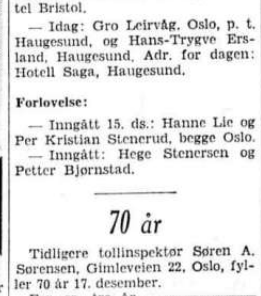 tel Bristol.
— Idag: Gro Leirvåg, Oslo, p. t.
Haugesund, og Hans-Trygve Ers-
land, Haugesund. Adr. for dagen:
Hotell Saga, Haugesund.
Forlovelse:
— Inngått 15. ds.: Hanne Lie og
Per Kristian Stenerud, begge Oslo.
— Inngått: Hege Stenersen og
Petter Bjørnstad.
70 år
Tidligere tollinspektør Søren A.
Sørensen, Gimleveien 22, Oslo, fyl-
ler 70 år 17. desember.